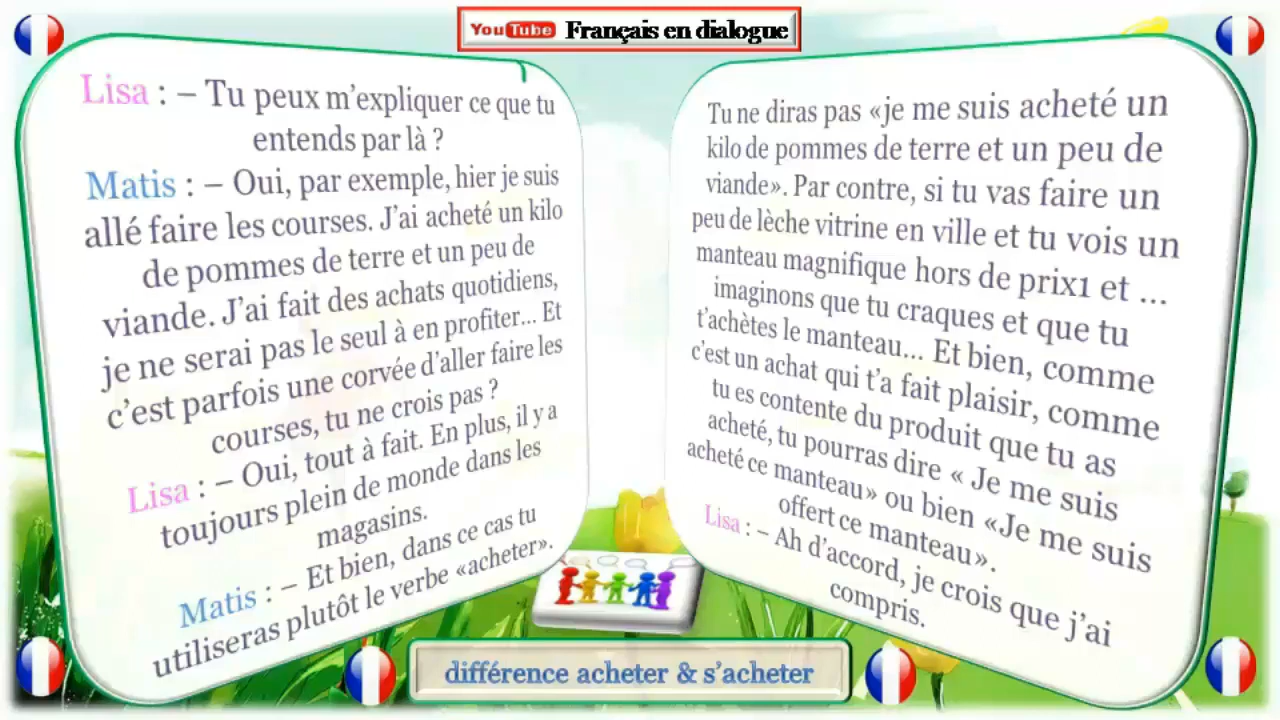 YouTube Français en dialogue
Lisa : – Tu peux m’expliquer ce que tu
entends par là ?
Matis : – Oui, par exemple, hier je suis
allé faire les courses. J’ai acheté un kilo
de pommes de terre et un peu de
viande. J’ai fait des achats quotidiens,
je ne serai pas le seul à en profiter... Et
c’est parfois une corvée d’aller faire les
courses, tu ne crois pas ?
Lisa : – Oui, tout à fait. En plus, il y a
toujours plein de monde dans les
magasins.
Matis : – Et bien, dans ce cas tu
utiliseras plutôt le verbe «acheter».
Tu ne diras pas «je me suis acheté un
kilo de pommes de terre et un peu de
viande». Par contre, si tu vas faire un
peu de lèche vitrine en ville et tu vois un
manteau magnifique hors de prix1 et ...
imaginons que tu craques et que tu
t’achètes le manteau... Et bien, comme
c’est un achat qui t’a fait plaisir, comme
tu es contente du produit que tu as
acheté, tu pourras dire « Je me suis
acheté ce manteau» ou bien «Je me suis
offert ce manteau».
Lisa : – Ah d’accord, je crois que j’ai
compris.
différence acheter & s’acheter